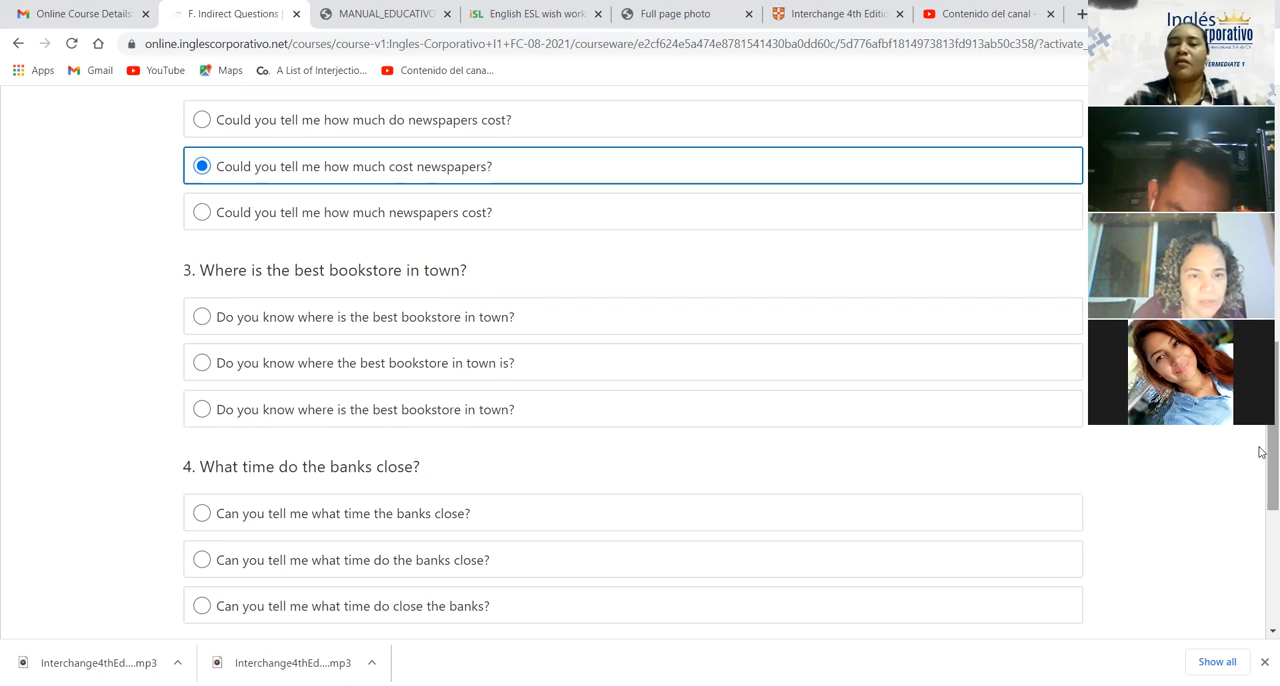 Online Course Details
F. Indirect Questions |
MANUAL_EDUCATIVO
English ESL wish work
Full page photo
Interchange 4th Editio
Contenido del canal -
online.inglescorporativo.net/courses/course-v1:Ingles-Corporativo+I1+TC-08-2021/courseware/e2cf624e5a474e8781541430ba0dd60c/5d776afbf1814973813fd913ab50c358/?activate_
Apps
Gmail
YouTube
Maps
Co.
A List of Interjectio...
Contenido del cana...
Inglés
rporativo
ERMEDIATE 1
Could you tell me how much do newspapers cost?
Could you tell me how much cost newspapers?
Could you tell me how much newspapers cost?
3. Where is the best bookstore in town?
Do you know where is the best bookstore in town?
Do you know where the best bookstore in town is?
Do you know where is the best bookstore in town?
4. What time do the banks close?
Can you tell me what time the banks close?
Can you tell me what time do the banks close?
Can you tell me what time do close the banks?
Interchange4thEd....mp3
Interchange4thEd....mp3
Show all